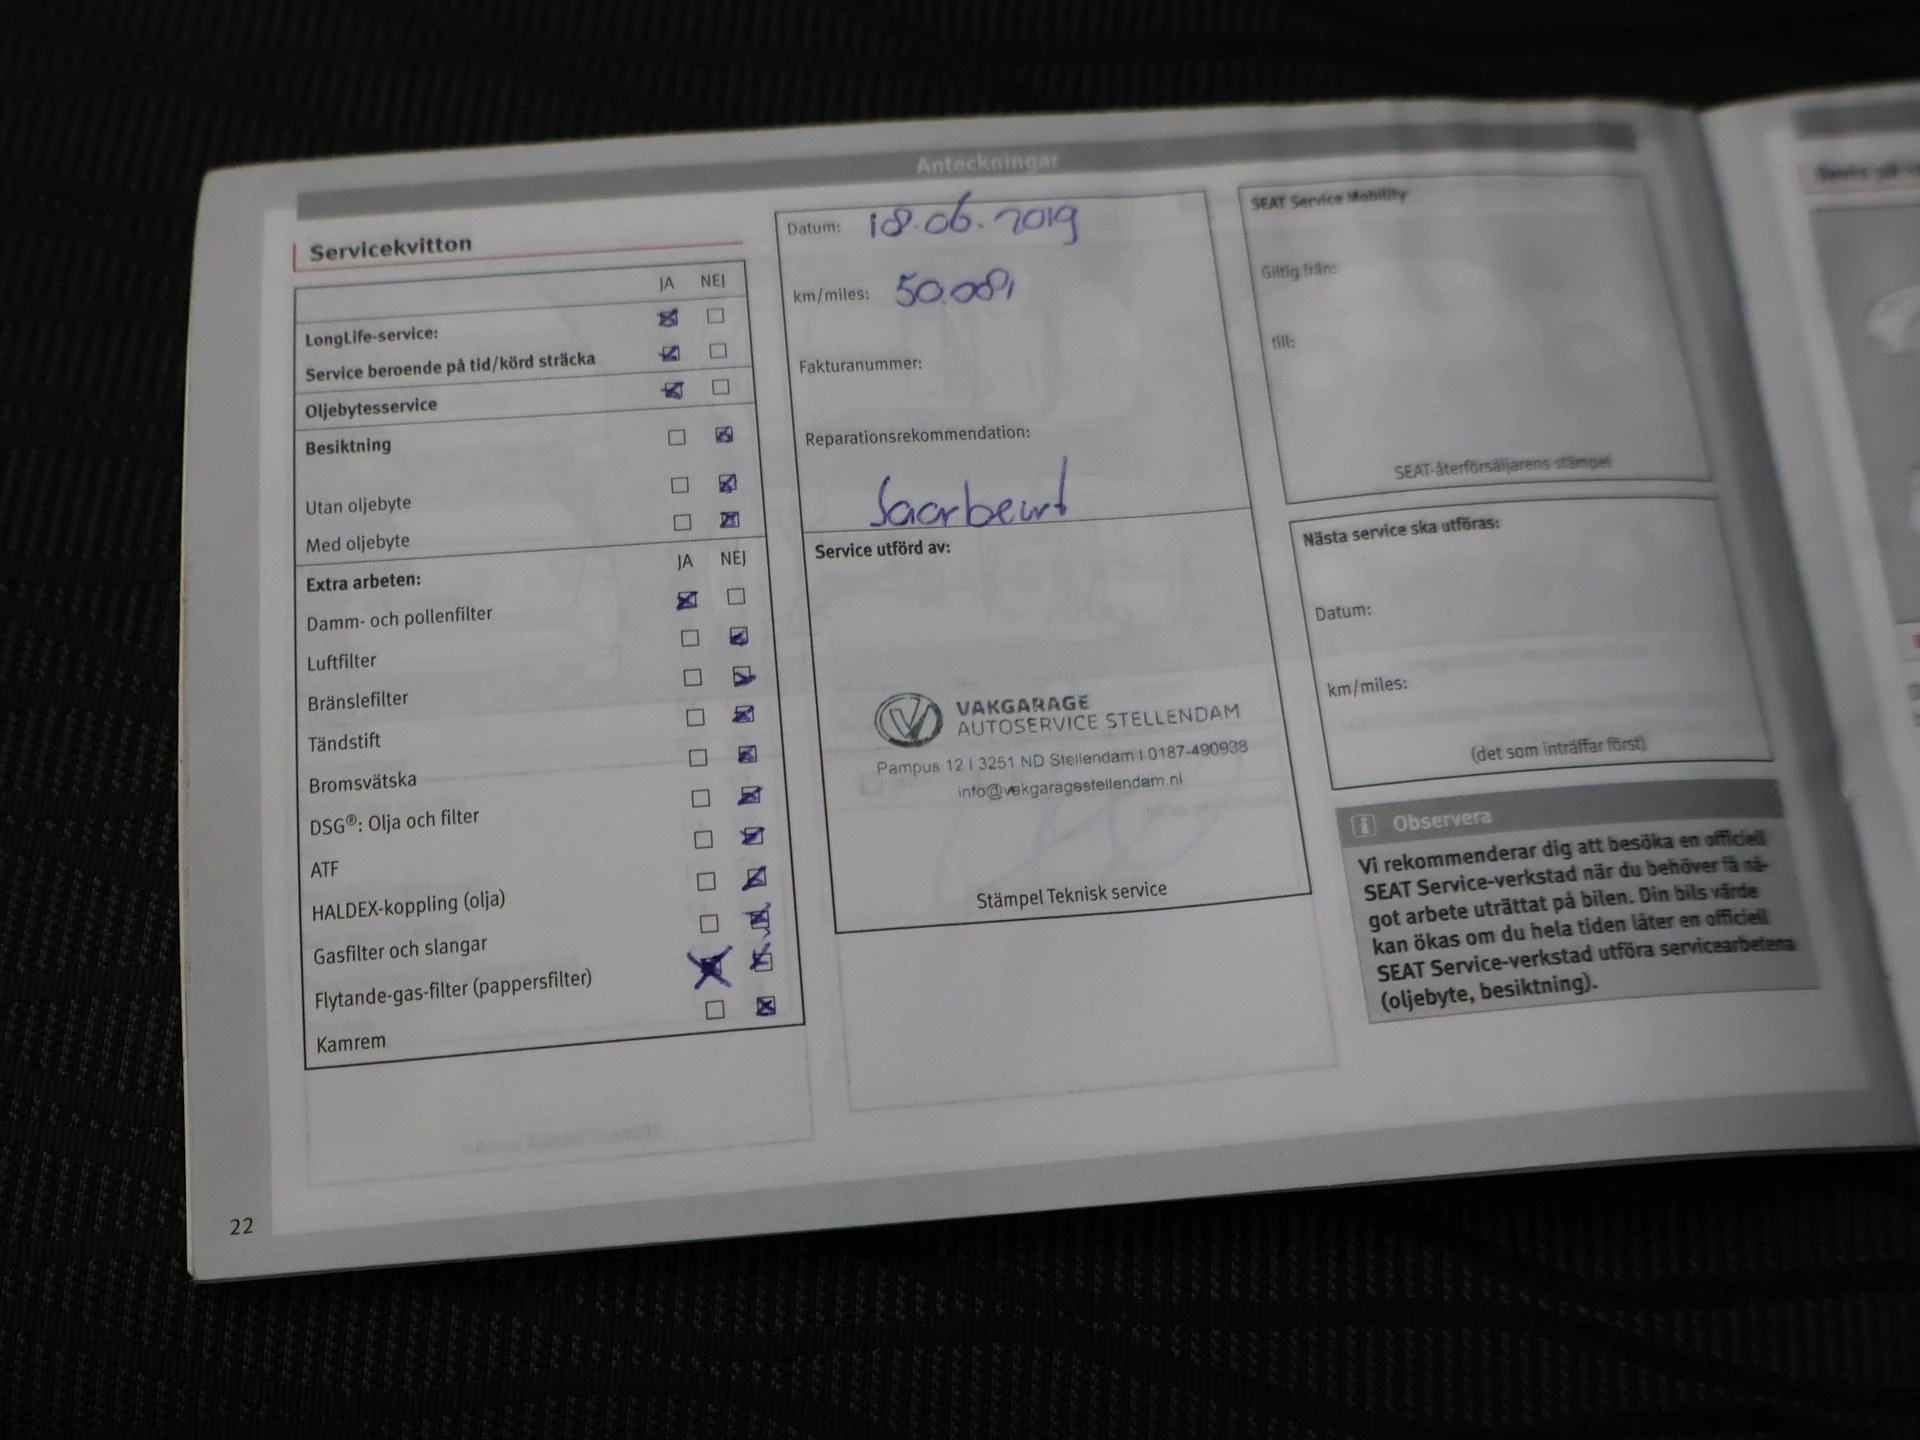 Anteckningar
Servicekvitton
JA NEJ
LongLife-service:
Service beroende på tid/körd sträcka
Oljebytesservice
Besiktning
Utan oljebyte
Med oljebyte
JA NEJ
Extra arbeten:
Damm- och pollenfilter
Luftfilter
Bränslefilter
Tändstift
Bromsvätska
DSG®: Olja och filter
ATF
HALDEX-koppling (olja)
Gasfilter och slangar
Flytande-gas-filter (pappersfilter)
Kamrem
22
Datum: 18.06.2019
km/miles: 50.081
Fakturanummer:
Reparationsrekommendation:
Service utförd av:
VAKGARAGE
AUTOSERVICE STELLENDAM
Pampus 12 I 3251 ND Stellendam I 0187-490938
info@vakgaragestellendam.nl
Stämpel Teknisk service
SEAT Service Mobility
Giltig från:
till:
SEAT-återförsäljarens stämpel
Nästa service ska utföras:
Datum:
km/miles:
(det som inträffar först)
i Observera
Vi rekommenderar dig att besöka en officiell
SEAT Service-verkstad när du behöver få nå-
got arbete uträttat på bilen. Din bils värde
kan ökas om du hela tiden låter en officiell
SEAT Service-verkstad utföra servicearbetena
(oljebyte, besiktning).